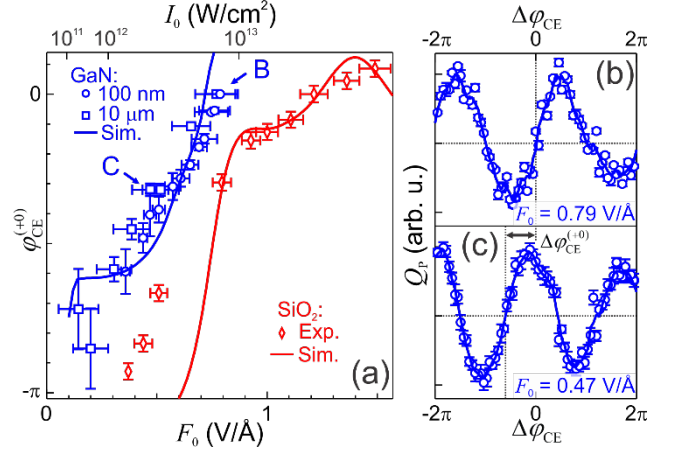 I₀ (W/cm²)
10¹¹ 10¹² 10¹³
GaN:
100 nm
10 μm
Sim.
B
C
0
φ_CE^(+0)
-π
SiO₂:
Exp.
Sim.
(a)
0 1
F₀ (V/Å)
Δφ_CE
-2π 0 2π
(b)
F₀ = 0.79 V/Å
(c)
Δφ_CE^(+0)
Q_P (arb. u.)
F₀ = 0.47 V/Å
-2π 0 2π
Δφ_CE